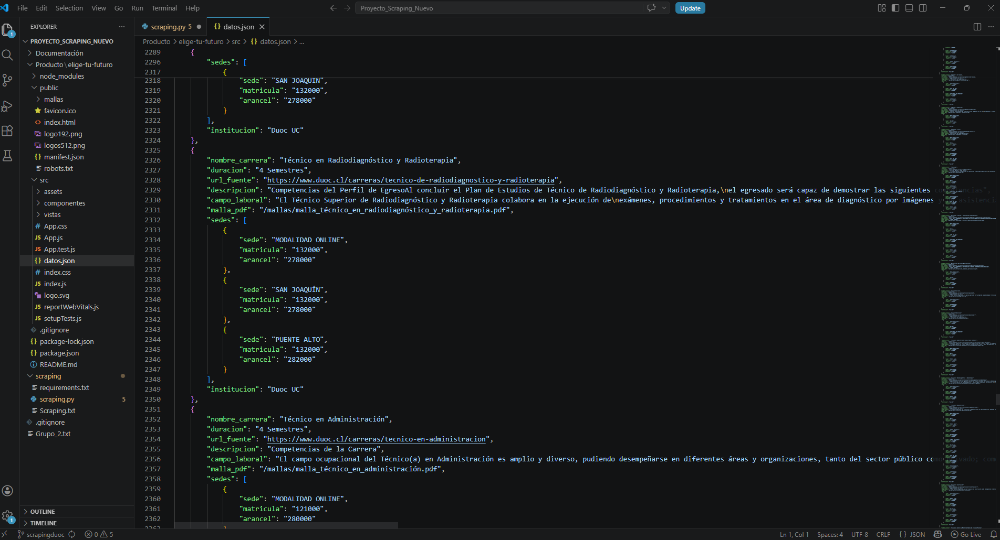 File Edit Selection View Go Run Terminal Help
Proyecto_Scraping_Nuevo
Update
EXPLORER
PROYECTO_SCRAPING_NUEVO
Documentación
Producto \ elige-tu-futuro
node_modules
public
mallas
favicon.ico
index.html
logo192.png
logos512.png
manifest.json
robots.txt
src
assets
componentes
vistas
App.css
App.js
App.test.js
datos.json
index.css
index.js
logo.svg
reportWebVitals.js
setupTests.js
.gitignore
package-lock.json
package.json
README.md
scraping
requirements.txt
scraping.py 5
Scraping.txt
.gitignore
Grupo_2.txt
OUTLINE
TIMELINE
scraping.py 5
datos.json
Producto > elige-tu-futuro > src > {} datos.json > ...
2289 {
2296 "sedes": [
2317 {
2318 "sede": "SAN JOAQUIN",
2319 "matricula": "132000",
2320 "arancel": "278000"
2321 }
2322 ],
2323 "institucion": "Duoc UC"
2324 },
2325 {
2326 "nombre_carrera": "Técnico en Radiodiagnóstico y Radioterapia",
2327 "duracion": "4 Semestres",
2328 "url_fuente": "https://www.duoc.cl/carreras/tecnico-de-radiodiagnostico-y-radioterapia",
2329 "descripcion": "Competencias del Perfil de EgresoAl concluir el Plan de Estudios de Técnico de Radiodiagnóstico y Radioterapia,\nel egresado será capaz de demostrar las siguientes competencias",
2330 "campo_laboral": "El Técnico Superior de Radiodiagnóstico y Radioterapia colabora en la ejecución de\nexámenes, procedimientos y tratamientos en el área de diagnóstico por imágenes
2331 "malla_pdf": "/mallas/malla_técnico_en_radiodiagnóstico_y_radioterapia.pdf",
2332 "sedes": [
2333 {
2334 "sede": "MODALIDAD ONLINE",
2335 "matricula": "132000",
2336 "arancel": "278000"
2337 },
2338 {
2339 "sede": "SAN JOAQUÍN",
2340 "matricula": "132000",
2341 "arancel": "278000"
2342 },
2343 {
2344 "sede": "PUENTE ALTO",
2345 "matricula": "132000",
2346 "arancel": "282000"
2347 }
2348 ],
2349 "institucion": "Duoc UC"
2350 },
2351 {
2352 "nombre_carrera": "Técnico en Administración",
2353 "duracion": "4 Semestres",
2354 "url_fuente": "https://www.duoc.cl/carreras/tecnico-en-administracion",
2355 "descripcion": "Competencias de la Carrera",
2356 "campo_laboral": "El campo ocupacional del Técnico(a) en Administración es amplio y diverso, pudiendo desempeñarse en diferentes áreas y organizaciones, tanto del sector público
2357 "malla_pdf": "/mallas/malla_técnico_en_administración.pdf",
2358 "sedes": [
2359 {
2360 "sede": "MODALIDAD ONLINE",
2361 "matricula": "121000",
2362 "arancel": "280000"
2363 }
scrapingduoc 0 5 Ln 1, Col 1 Spaces: 4 UTF-8 CRLF {} JSON Go Live